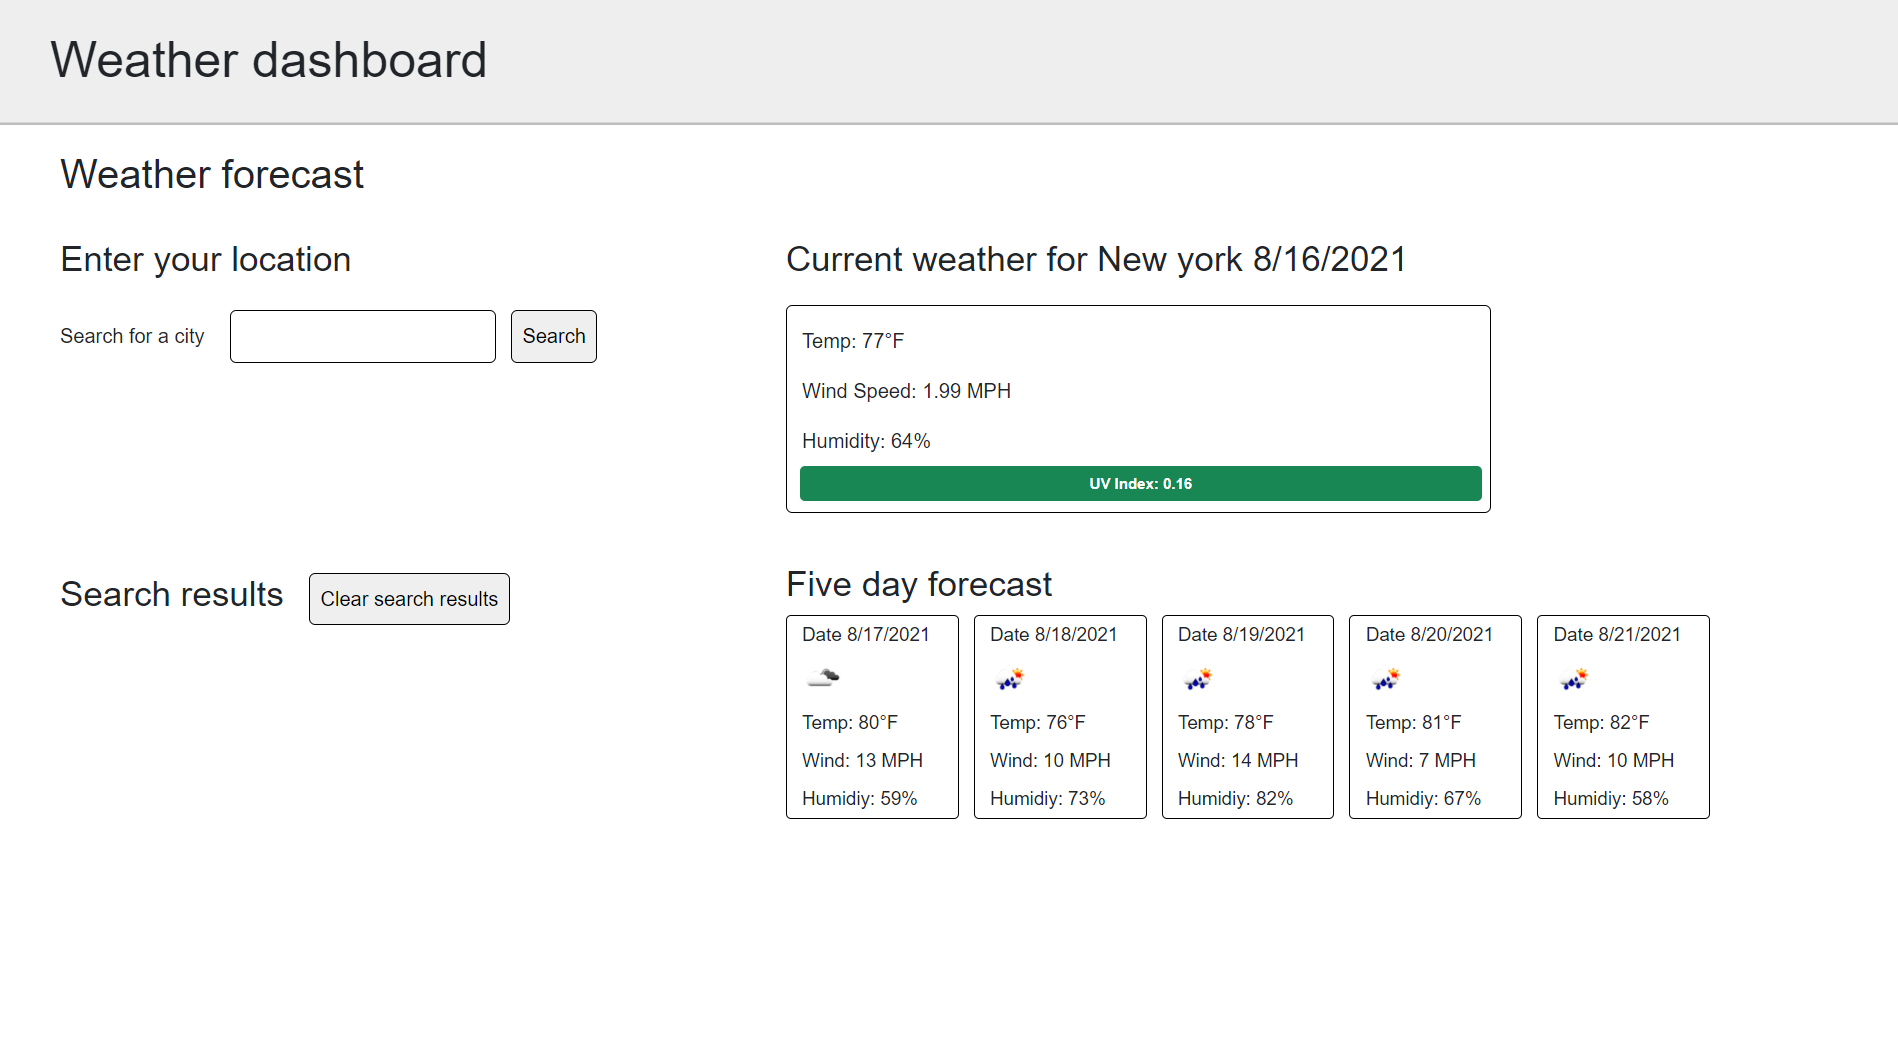 Weather dashboard
Weather forecast
Enter your location
Search for a city
Search
Current weather for New york 8/16/2021
Temp: 77°F
Wind Speed: 1.99 MPH
Humidity: 64%
UV Index: 0.16
Search results
Clear search results
Five day forecast
Date 8/17/2021
Temp: 80°F
Wind: 13 MPH
Humidiy: 59%
Date 8/18/2021
Temp: 76°F
Wind: 10 MPH
Humidiy: 73%
Date 8/19/2021
Temp: 78°F
Wind: 14 MPH
Humidiy: 82%
Date 8/20/2021
Temp: 81°F
Wind: 7 MPH
Humidiy: 67%
Date 8/21/2021
Temp: 82°F
Wind: 10 MPH
Humidiy: 58%